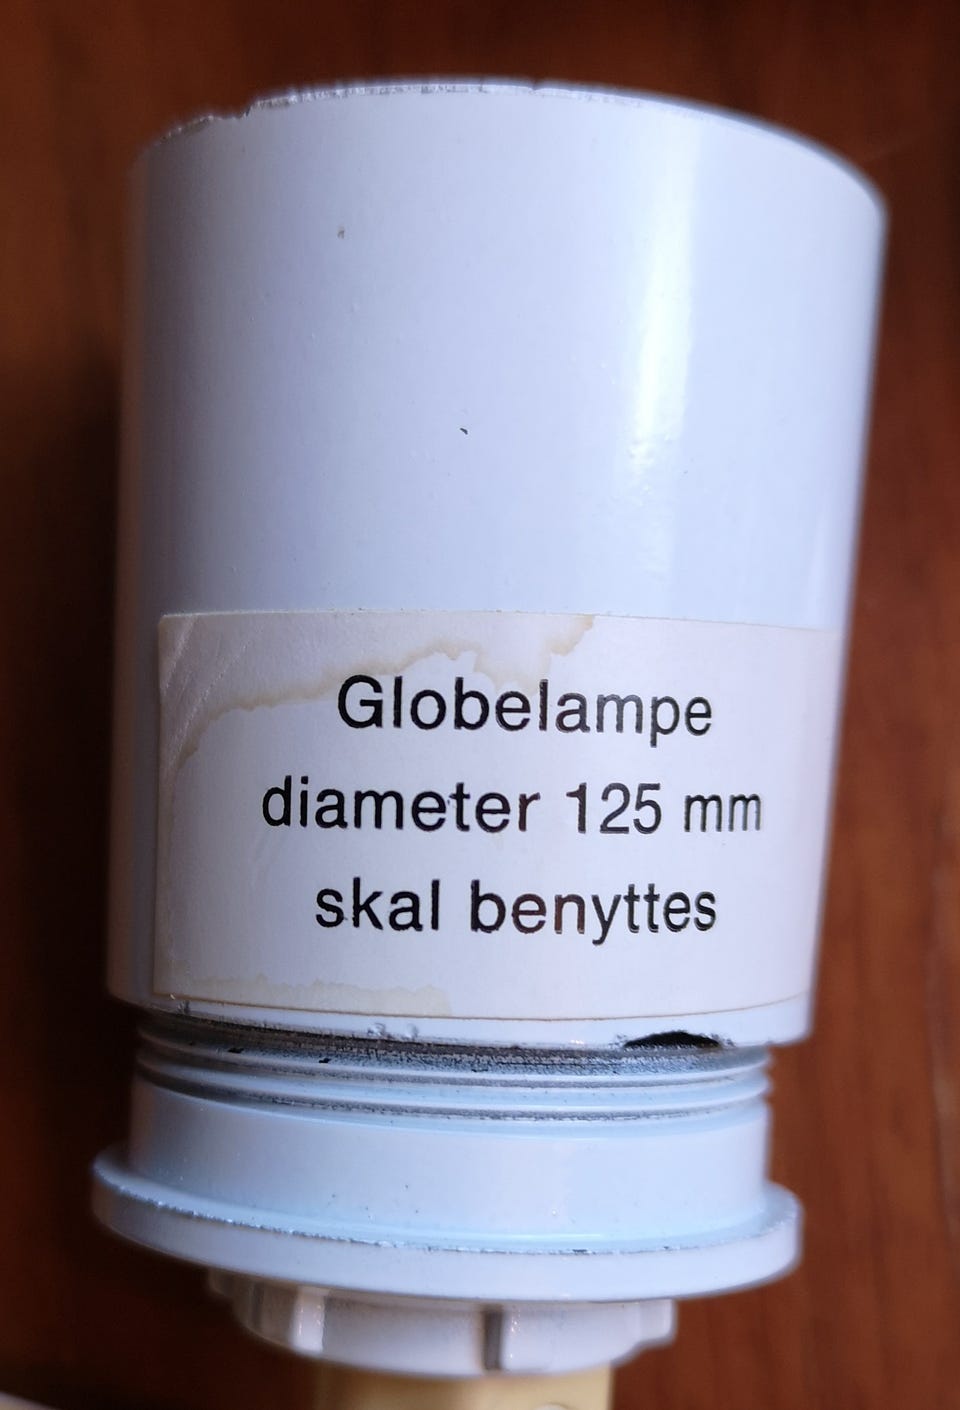 Globelampe
diameter 125 mm
skal benyttes